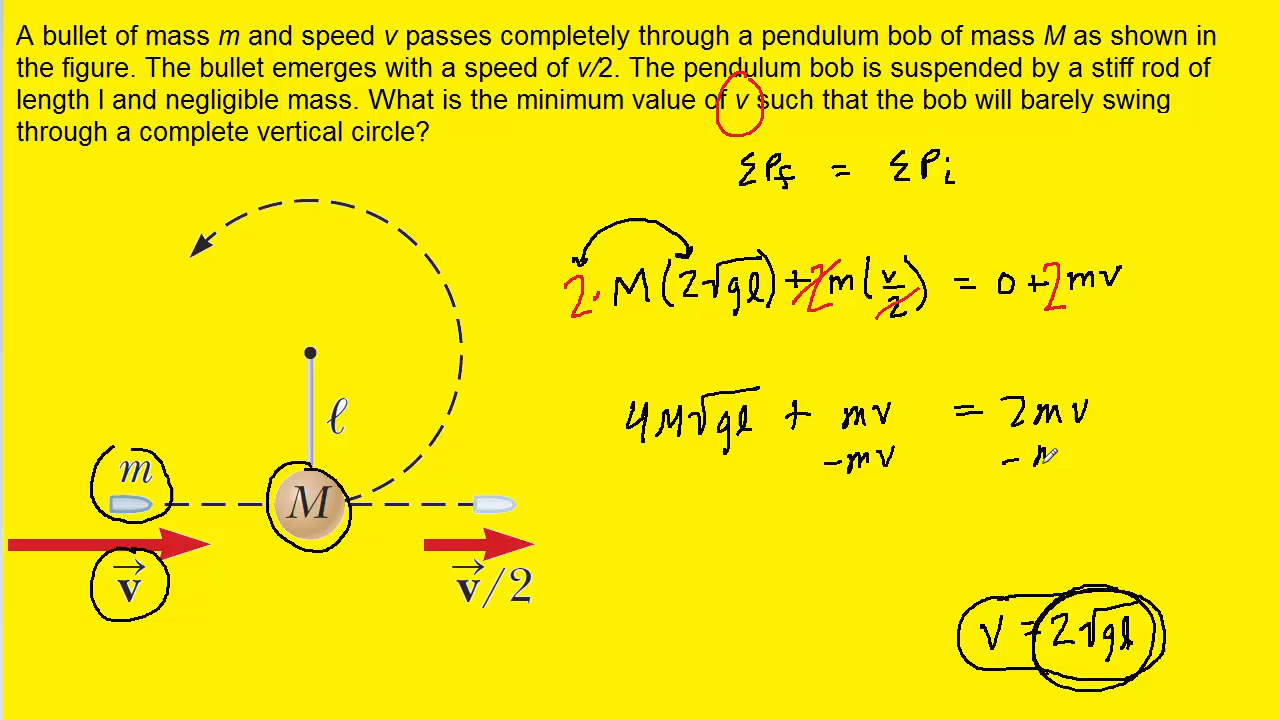 A bullet of mass m and speed v passes completely through a pendulum bob of mass M as shown in
the figure. The bullet emerges with a speed of v/2. The pendulum bob is suspended by a stiff rod of
length l and negligible mass. What is the minimum value of v such that the bob will barely swing
through a complete vertical circle?
ΣPf = ΣPi
2· M(2√gl) + 2m(v/2) = 0 + 2mv
4M√gl + mv = 2mv
-mv -
ℓ
m
M
v⃗
v⃗/2
v = 2√gl